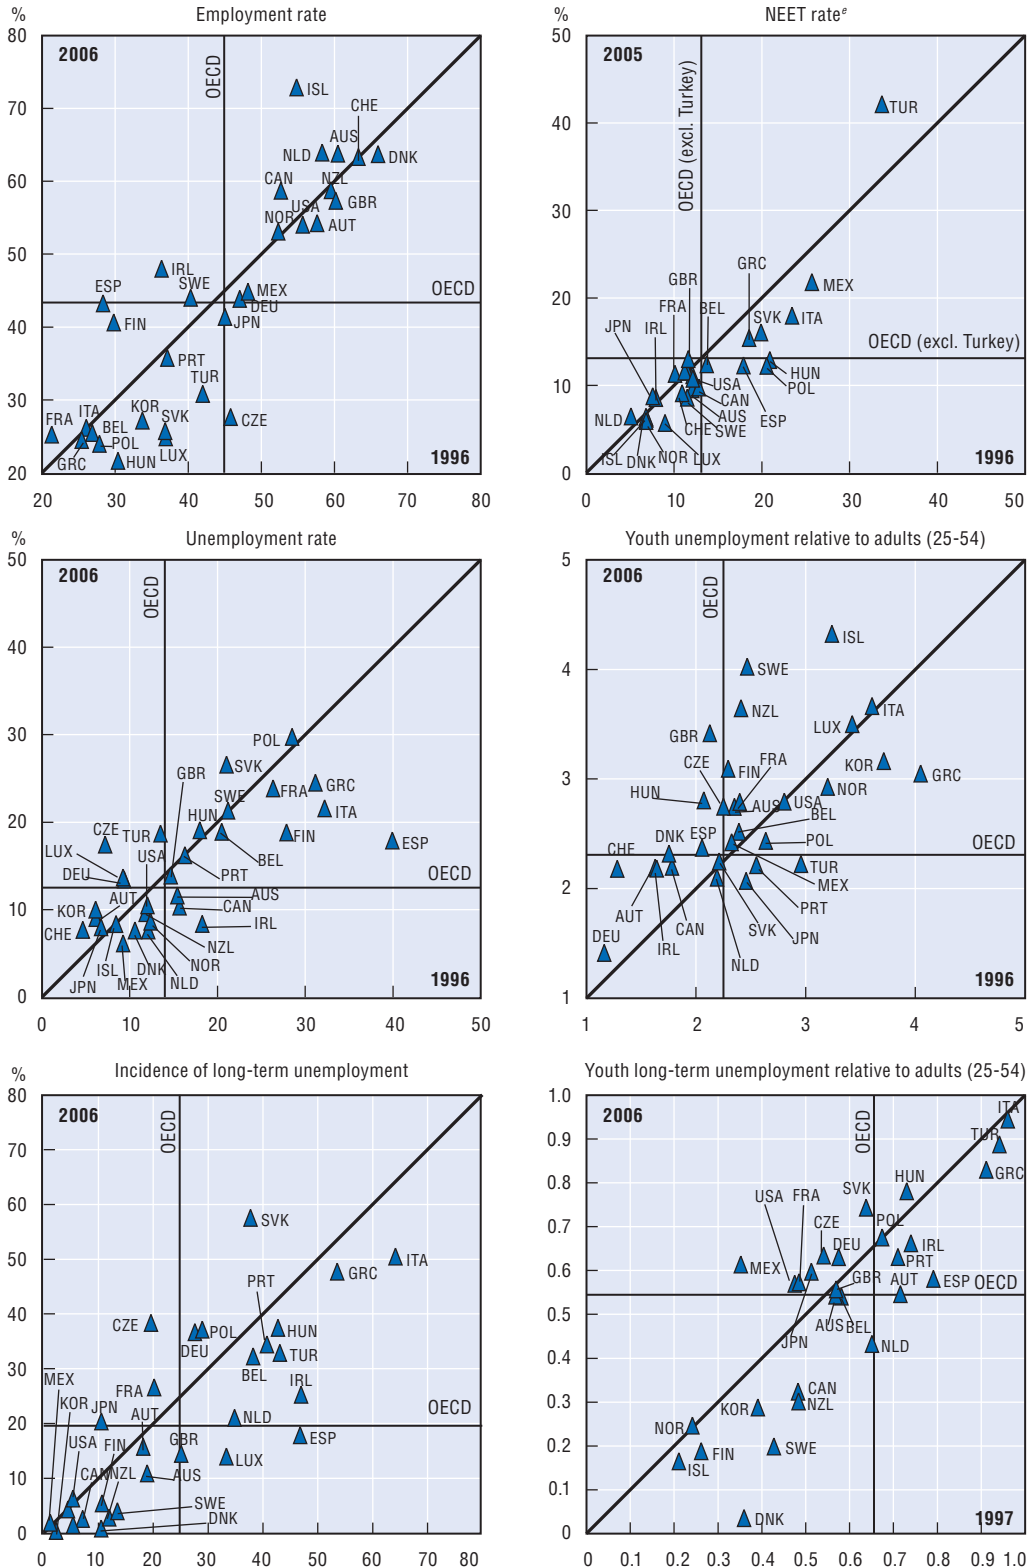 Employment rate
%
80
70
60
50
40
30
20
2006
OECD
ISL
CHE
AUS
NLD
DNK
CAN
NZL
GBR
USA
NOR
AUT
IRL
ESP
SWE
MEX
OECD
DEU
FIN
JPN
PRT
TUR
KOR
SVK
CZE
FRA
ITA
BEL
POL
LUX
GRC
HUN
1996
20 30 40 50 60 70 80
NEET rate e
%
50
40
30
20
10
0
2005
OECD (excl. Turkey)
TUR
GRC
GBR
MEX
FRA
BEL
SVK
ITA
JPN
IRL
OECD (excl. Turkey)
HUN
USA
POL
CAN
NLD
AUS
ESP
CHE
SWE
ISL
DNK
NOR
LUX
1996
0 10 20 30 40 50
Unemployment rate
%
50
40
30
20
10
0
2006
OECD
POL
GBR
SVK
SWE
FRA
GRC
HUN
ITA
CZE
TUR
FIN
ESP
LUX
USA
BEL
DEU
PRT
OECD
AUT
AUS
KOR
CAN
CHE
IRL
NZL
ISL
DNK
NOR
JPN
MEX
NLD
1996
0 10 20 30 40 50
Youth unemployment relative to adults (25-54)
5
4
3
2
1
2006
OECD
ISL
SWE
NZL
ITA
LUX
GBR
CZE
FRA
FIN
KOR
GRC
HUN
NOR
AUS
USA
BEL
DNK
ESP
POL
OECD
CHE
TUR
MEX
AUT
PRT
CAN
SVK
DEU
IRL
JPN
NLD
1996
1 2 3 4 5
Incidence of long-term unemployment
%
80
70
60
50
40
30
20
10
0
2006
OECD
SVK
ITA
PRT
GRC
CZE
POL
HUN
DEU
TUR
BEL
MEX
FRA
IRL
KOR
JPN
AUT
NLD
OECD
USA
FIN
GBR
ESP
CAN
NZL
AUS
LUX
SWE
DNK
1996
0 10 20 30 40 50 60 70 80
Youth long-term unemployment relative to adults (25-54)
1.0
0.9
0.8
0.7
0.6
0.5
0.4
0.3
0.2
0.1
0
2006
OECD
ITA
TUR
GRC
HUN
USA
FRA
SVK
CZE
POL
DEU
IRL
MEX
PRT
GBR
AUT
ESP
OECD
AUS
BEL
JPN
NLD
CAN
KOR
NZL
NOR
FIN
SWE
ISL
DNK
1997
0 0.1 0.2 0.3 0.4 0.5 0.6 0.7 0.8 0.9 1.0